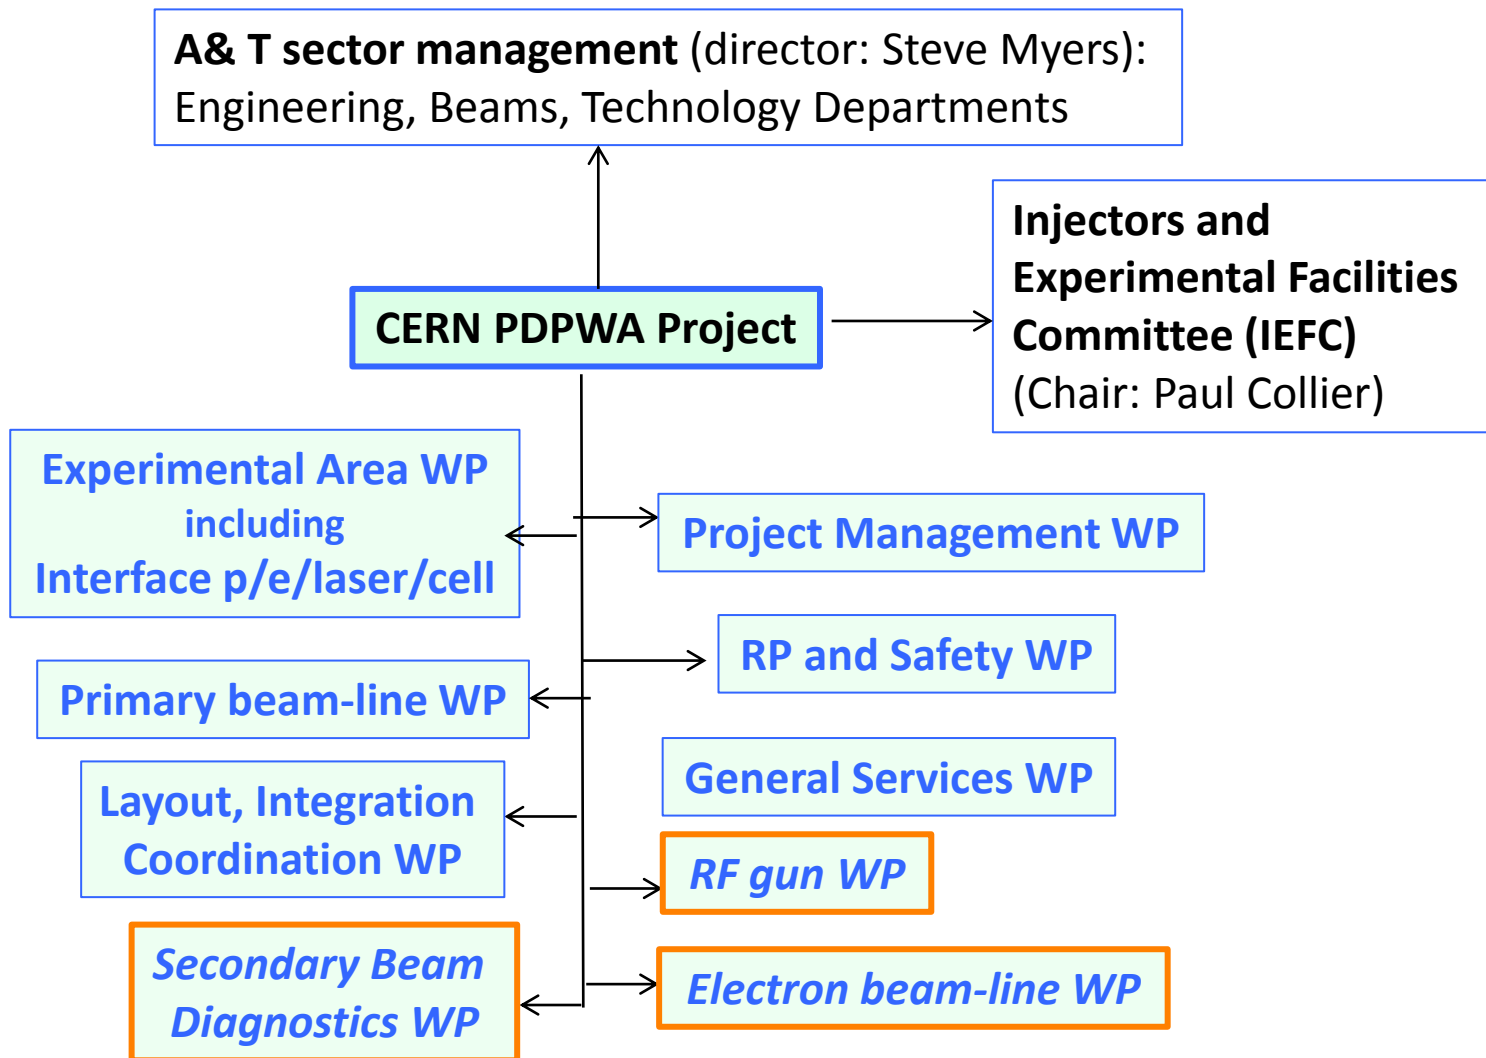 A& T sector management (director: Steve Myers):
Engineering, Beams, Technology Departments
Injectors and
Experimental Facilities
Committee (IEFC)
(Chair: Paul Collier)
CERN PDPWA Project
Experimental Area WP
including
Interface p/e/laser/cell
Project Management WP
RP and Safety WP
Primary beam-line WP
General Services WP
Layout, Integration
Coordination WP
RF gun WP
Secondary Beam
Diagnostics WP
Electron beam-line WP